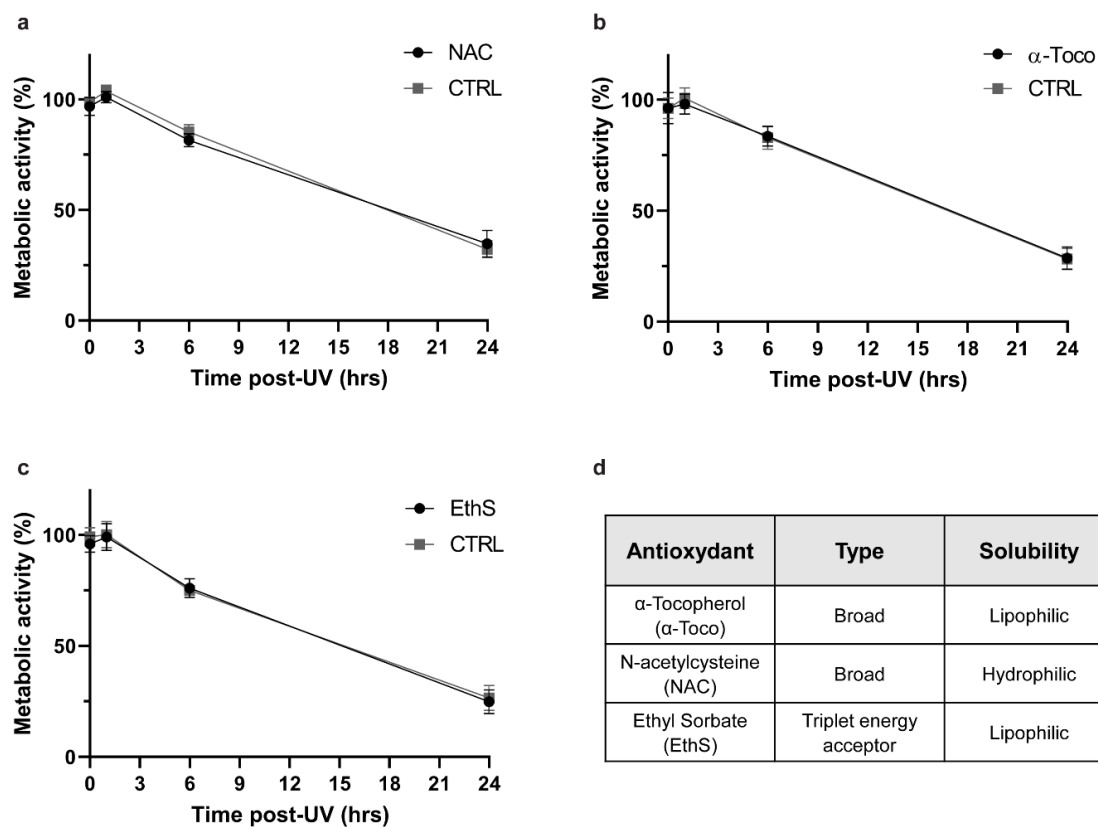 a
NAC
CTRL
Metabolic activity (%)
100
50
0
0 3 6 9 12 15 18 21 24
Time post-UV (hrs)
b
α-Toco
CTRL
Metabolic activity (%)
100
50
0
0 3 6 9 12 15 18 21 24
Time post-UV (hrs)
c
EthS
CTRL
Metabolic activity (%)
100
50
0
0 3 6 9 12 15 18 21 24
Time post-UV (hrs)
d
Antioxydant Type Solubility
α-Tocopherol
(α-Toco)
Broad
Lipophilic
N-acetylcysteine
(NAC)
Broad
Hydrophilic
Ethyl Sorbate
(EthS)
Triplet energy
acceptor
Lipophilic